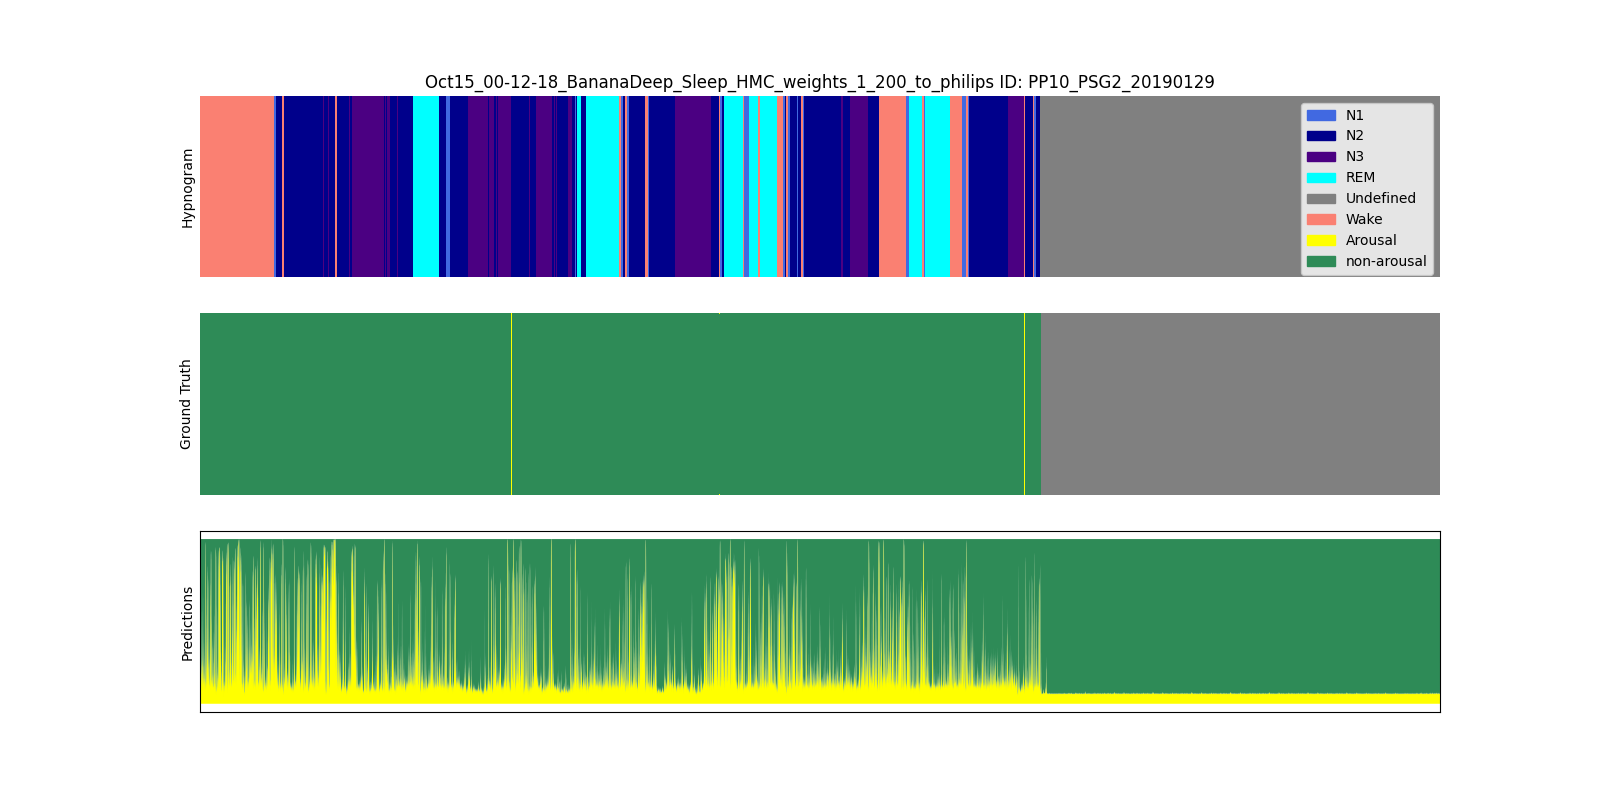 Oct15_00-12-18_BananaDeep_Sleep_HMC_weights_1_200_to_philips ID: PP10_PSG2_20190129
Hypnogram
N1
N2
N3
REM
Undefined
Wake
Arousal
non-arousal
Ground Truth
Predictions